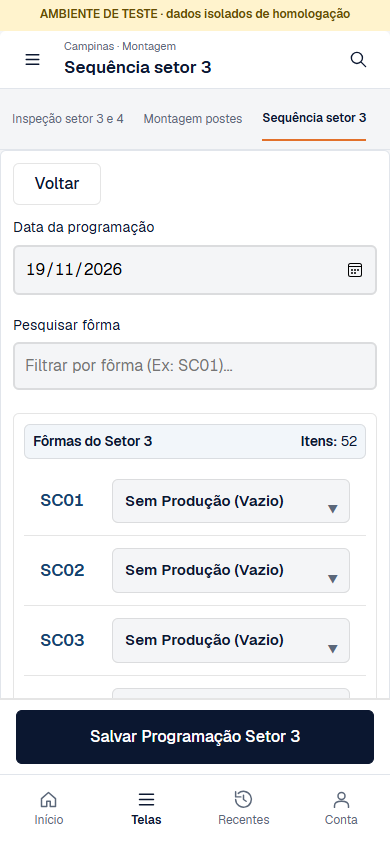 AMBIENTE DE TESTE · dados isolados de homologação
Campinas · Montagem
Sequência setor 3
Inspeção setor 3 e 4 Montagem postes Sequência setor 3
Voltar
Data da programação
19/11/2026
Pesquisar fôrma
Filtrar por fôrma (Ex: SC01)...
Fôrmas do Setor 3 Itens: 52
SC01 Sem Produção (Vazio)
SC02 Sem Produção (Vazio)
SC03 Sem Produção (Vazio)
Salvar Programação Setor 3
Início Telas Recentes Conta